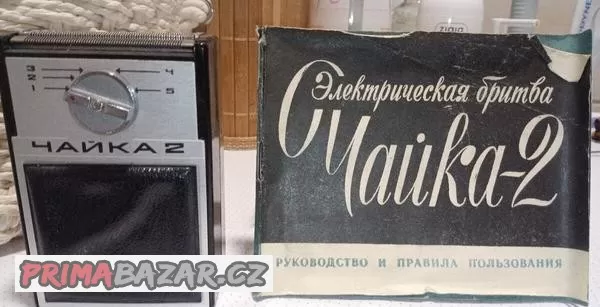 3 4
2
1 5
ЧАЙКА 2
Электрическая бритва
Чайка-2
РУКОВОДСТВО И ПРАВИЛА ПОЛЬЗОВАНИЯ
PRIMABAZAR.CZ